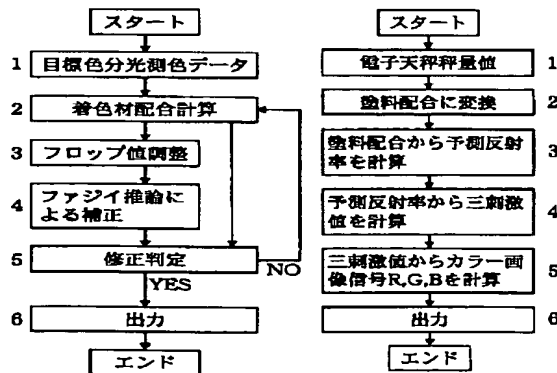 スタート
1 目標色分光測色データ
2 着色材配合計算
3 フロップ値調整
4 ファジイ推論に
よる補正
5 修正判定
NO
YES
6 出力
エンド
スタート
電子天秤秤量値 1
塗料配合に変換 2
塗料配合から予測反射
率を計算 3
予測反射率から三刺激
値を計算 4
三刺激値からカラー画
像信号R,G,Bを計算 5
出力 6
エンド